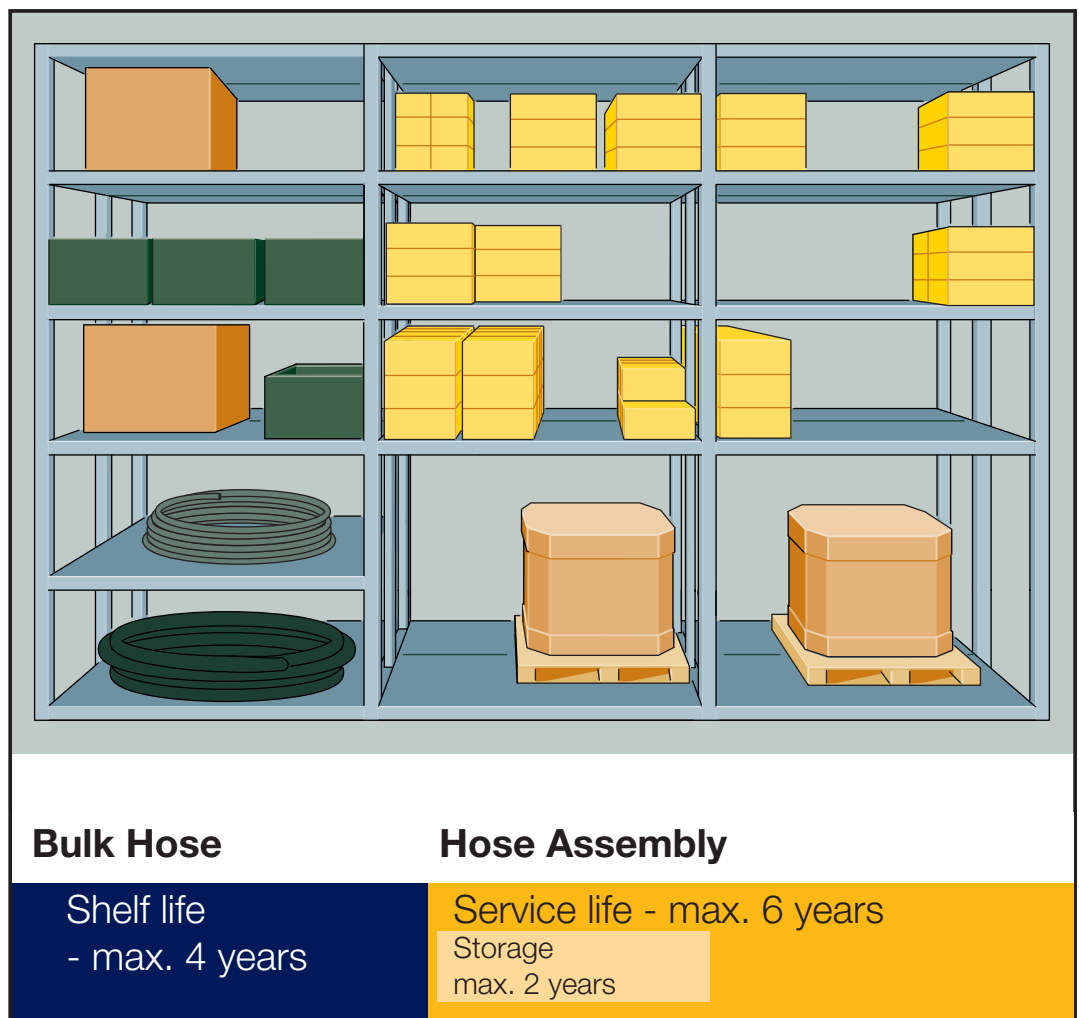 Bulk Hose
Hose Assembly
Shelf life
- max. 4 years
Service life - max. 6 years
Storage
max. 2 years